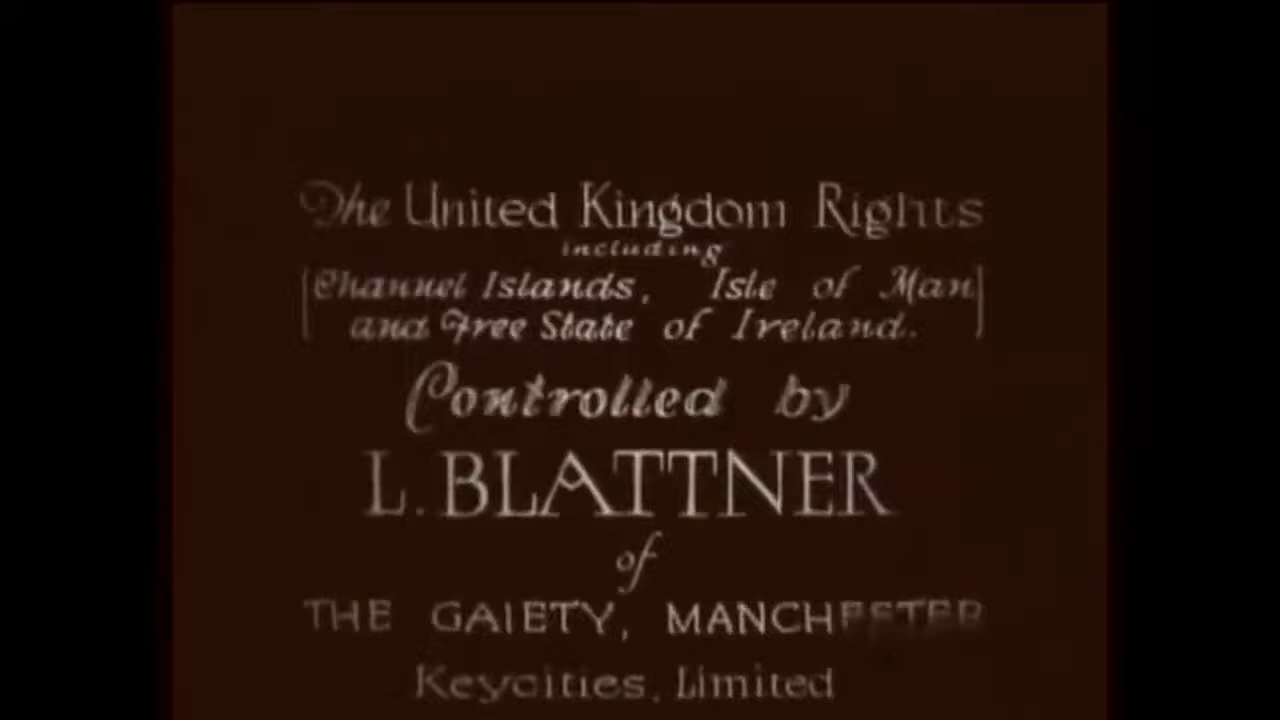 The United Kingdom Rights
including
[Channel Islands, Isle of Man]
and Free State of Ireland.
Controlled by
L. BLATTNER
of
THE GAIETY, MANCHESTER
Keycities, Limited